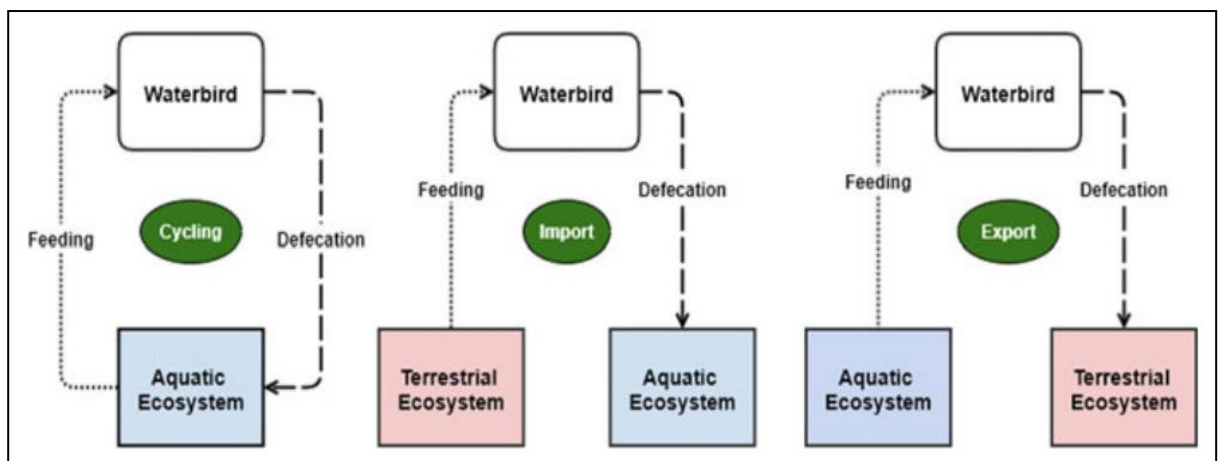 Waterbird
Feeding
Cycling
Defecation
Aquatic
Ecosystem
Waterbird
Feeding
Import
Defecation
Terrestrial
Ecosystem
Aquatic
Ecosystem
Waterbird
Feeding
Export
Defecation
Aquatic
Ecosystem
Terrestrial
Ecosystem